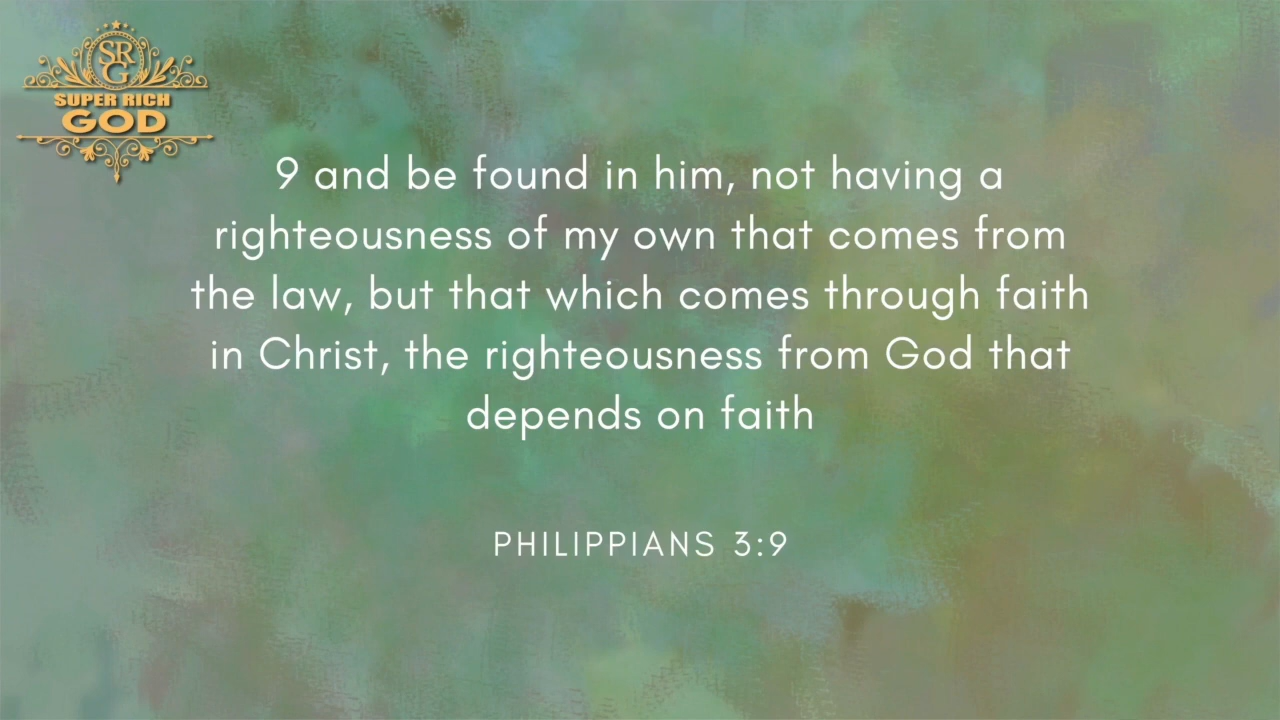 SRG
SUPER RICH
GOD
9 and be found in him, not having a
righteousness of my own that comes from
the law, but that which comes through faith
in Christ, the righteousness from God that
depends on faith
PHILIPPIANS 3:9